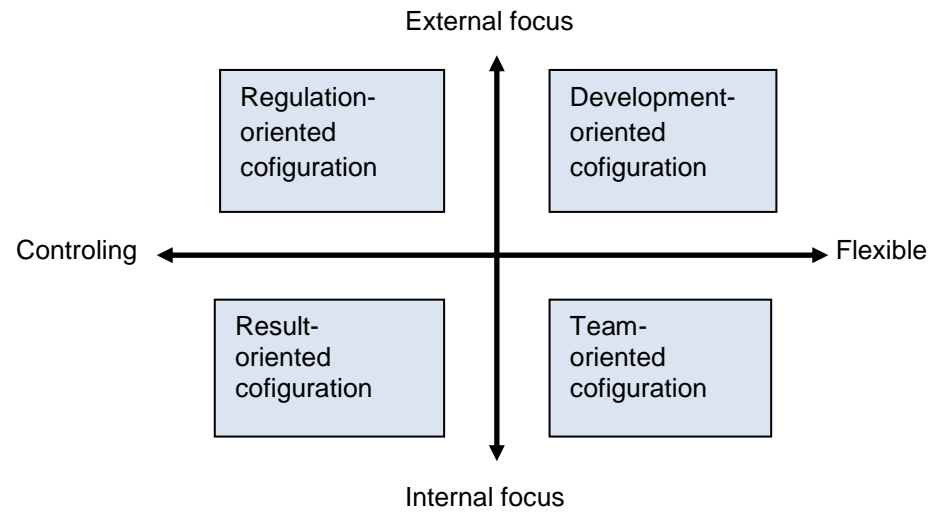 External focus
Regulation-
oriented
cofiguration
Development-
oriented
cofiguration
Controling
Flexible
Result-
oriented
cofiguration
Team-
oriented
cofiguration
Internal focus